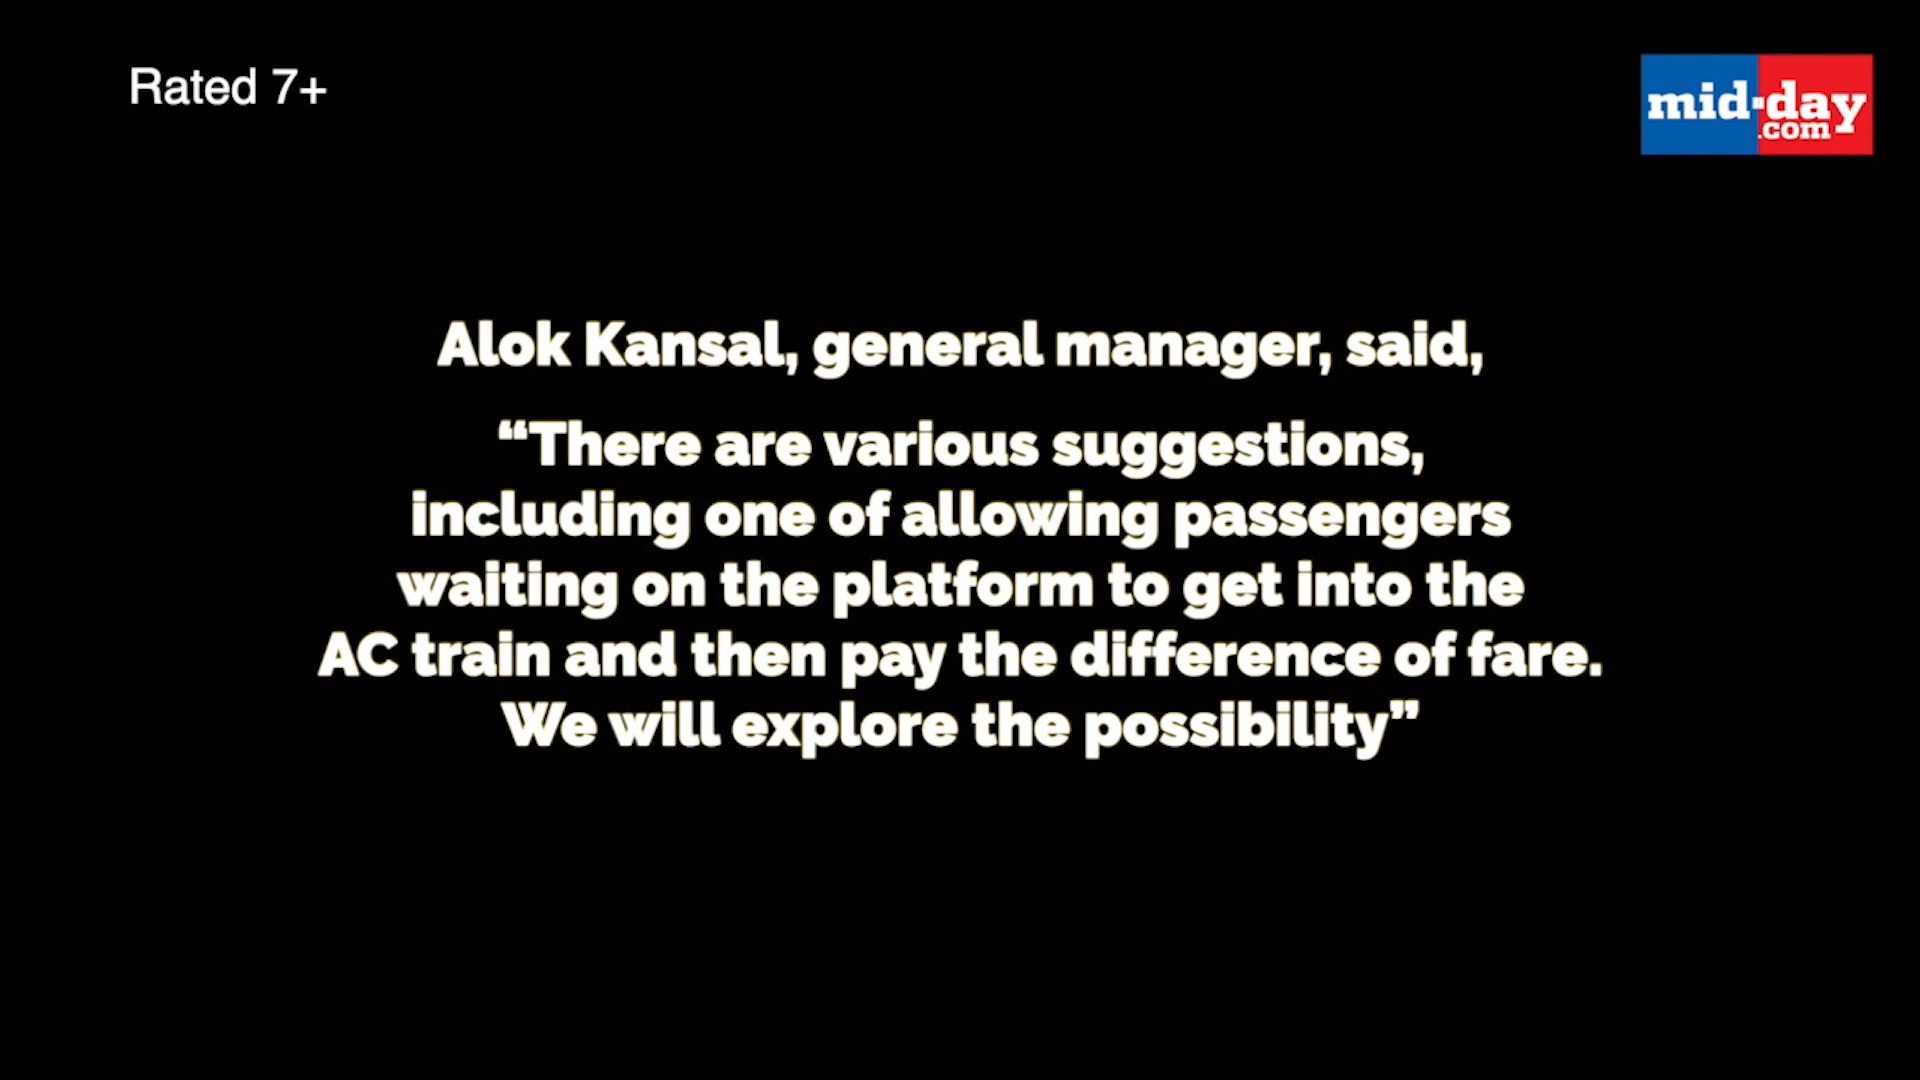 Rated 7+
mid-day
.com
Alok Kansal, general manager, said,
“There are various suggestions,
including one of allowing passengers
waiting on the platform to get into the
AC train and then pay the difference of fare.
We will explore the possibility”